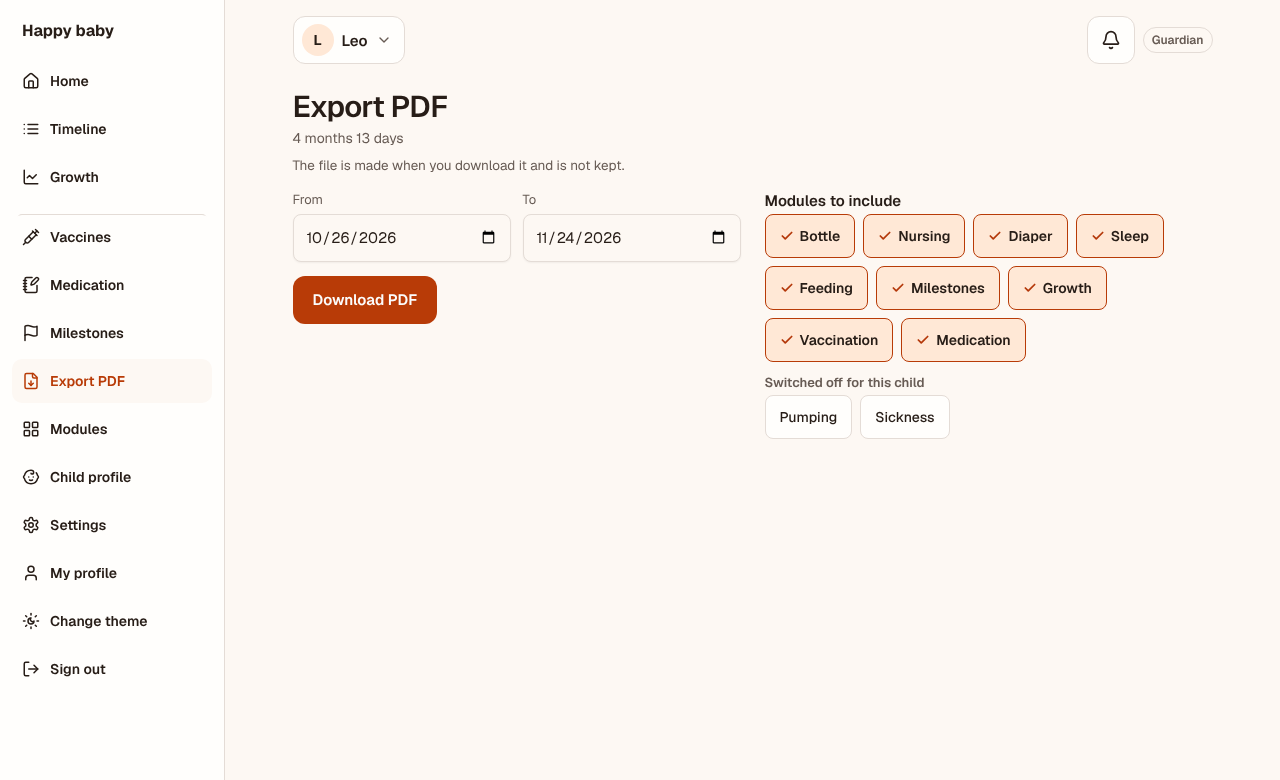 Happy baby
Home
Timeline
Growth
Vaccines
Medication
Milestones
Export PDF
Modules
Child profile
Settings
My profile
Change theme
Sign out
L Leo
Guardian
Export PDF
4 months 13 days
The file is made when you download it and is not kept.
From To
10/26/2026 11/24/2026
Download PDF
Modules to include
Bottle Nursing Diaper Sleep
Feeding Milestones Growth
Vaccination Medication
Switched off for this child
Pumping Sickness